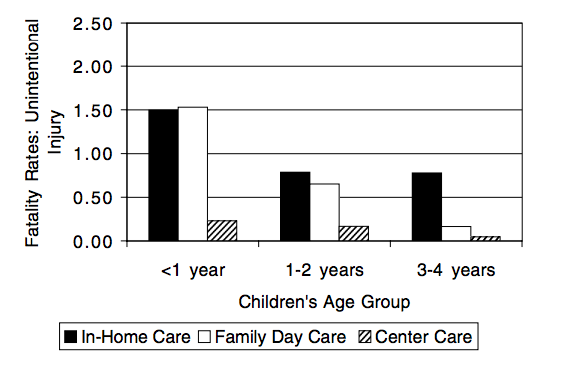 Fatality Rates: Unintentional
Injury
2.50
2.00
1.50
1.00
0.50
0.00
<1 year
1-2 years
3-4 years
Children's Age Group
In-Home Care
Family Day Care
Center Care